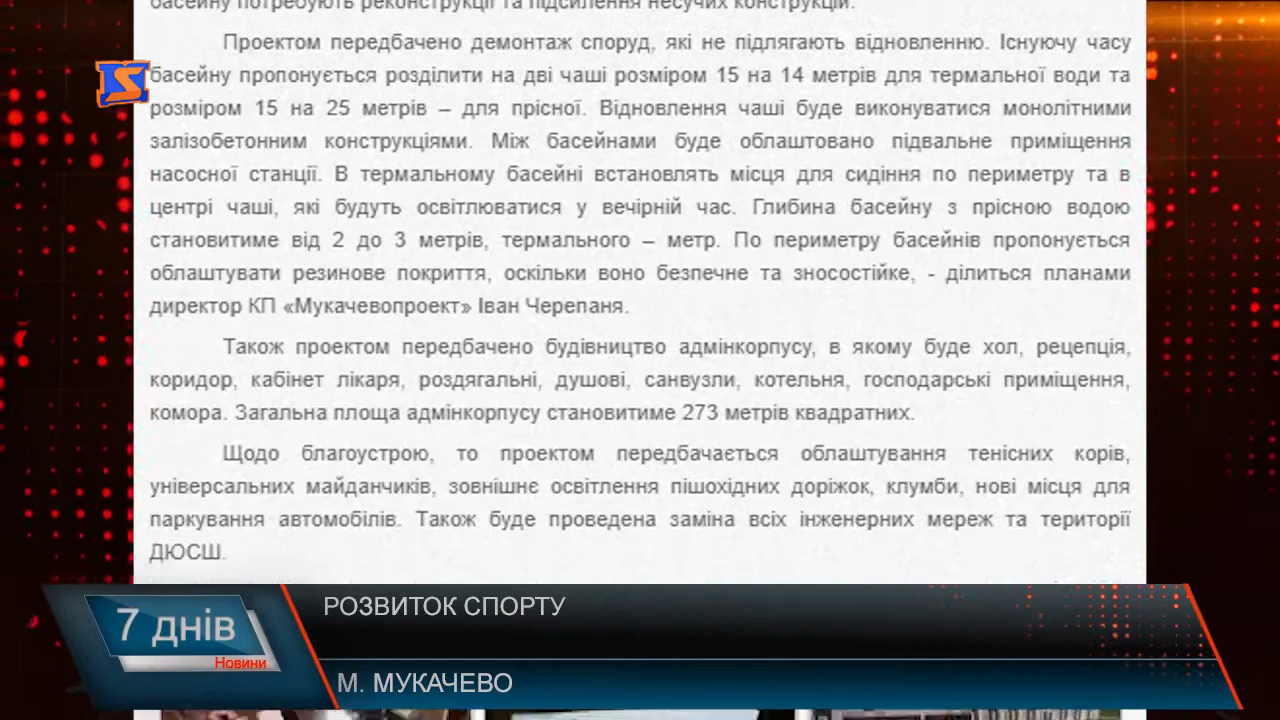 басейну потребують реконструкції та підсилення несучих конструкцій.
Проектом передбачено демонтаж споруд, які не підлягають відновленню. Існуючу часу
басейну пропонується розділити на дві чаші розміром 15 на 14 метрів для термальної води та
розміром 15 на 25 метрів – для прісної. Відновлення чаші буде виконуватися монолітними
залізобетонним конструкціями. Між басейнами буде облаштовано підвальне приміщення
насосної станції. В термальному басейні встановлять місця для сидіння по периметру та в
центрі чаші, які будуть освітлюватися у вечірній час. Глибина басейну з прісною водою
становитиме від 2 до 3 метрів, термального – метр. По периметру басейнів пропонується
облаштувати резинове покриття, оскільки воно безпечне та зносостійке, - ділиться планами
директор КП «Мукачевопроект» Іван Черепаня.
Також проектом передбачено будівництво адмінкорпусу, в якому буде хол, рецепція,
коридор, кабінет лікаря, роздягальні, душові, санвузли, котельня, господарські приміщення,
комора. Загальна площа адмінкорпусу становитиме 273 метрів квадратних.
Щодо благоустрою, то проектом передбачається облаштування тенісних корів,
універсальних майданчиків, зовнішнє освітлення пішохідних доріжок, клумби, нові місця для
паркування автомобілів. Також буде проведена заміна всіх інженерних мереж та території
ДЮСШ.
РОЗВИТОК СПОРТУ
7 днів
Новини
М. МУКАЧЕВО